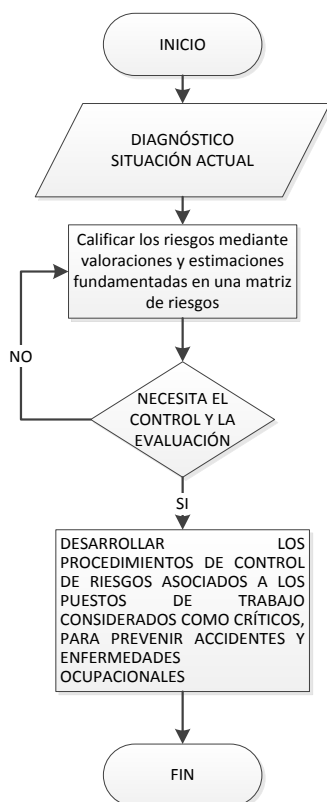 INICIO
DIAGNÓSTICO
SITUACIÓN ACTUAL
Calificar los riesgos mediante
valoraciones y estimaciones
fundamentadas en una matriz
de riesgos
NO
NECESITA EL
CONTROL Y LA
EVALUACIÓN
SI
DESARROLLAR LOS
PROCEDIMIENTOS DE CONTROL
DE RIESGOS ASOCIADOS A LOS
PUESTOS DE TRABAJO
CONSIDERADOS COMO CRÍTICOS,
PARA PREVENIR ACCIDENTES Y
ENFERMEDADES
OCUPACIONALES
FIN